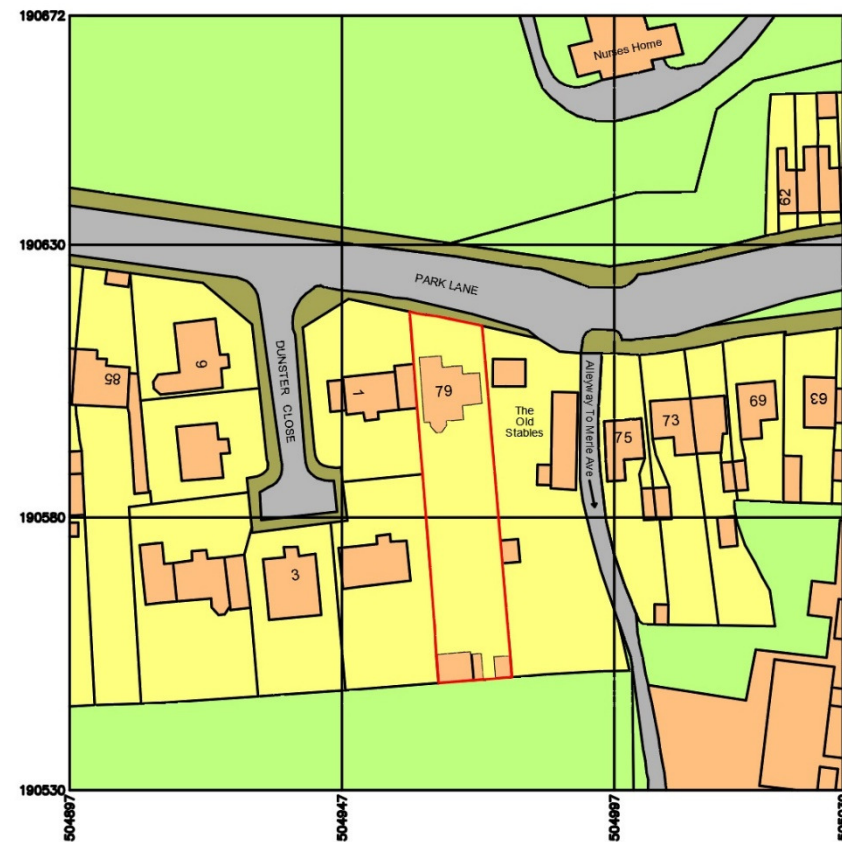 190672
Nurses Home
62
190630
PARK LANE
DUNSTER CLOSE
85
9
1
79
The
Old
Stables
Alleyway To Merle Ave
75
73
69
63
190580
3
190530
504897
504947
504997